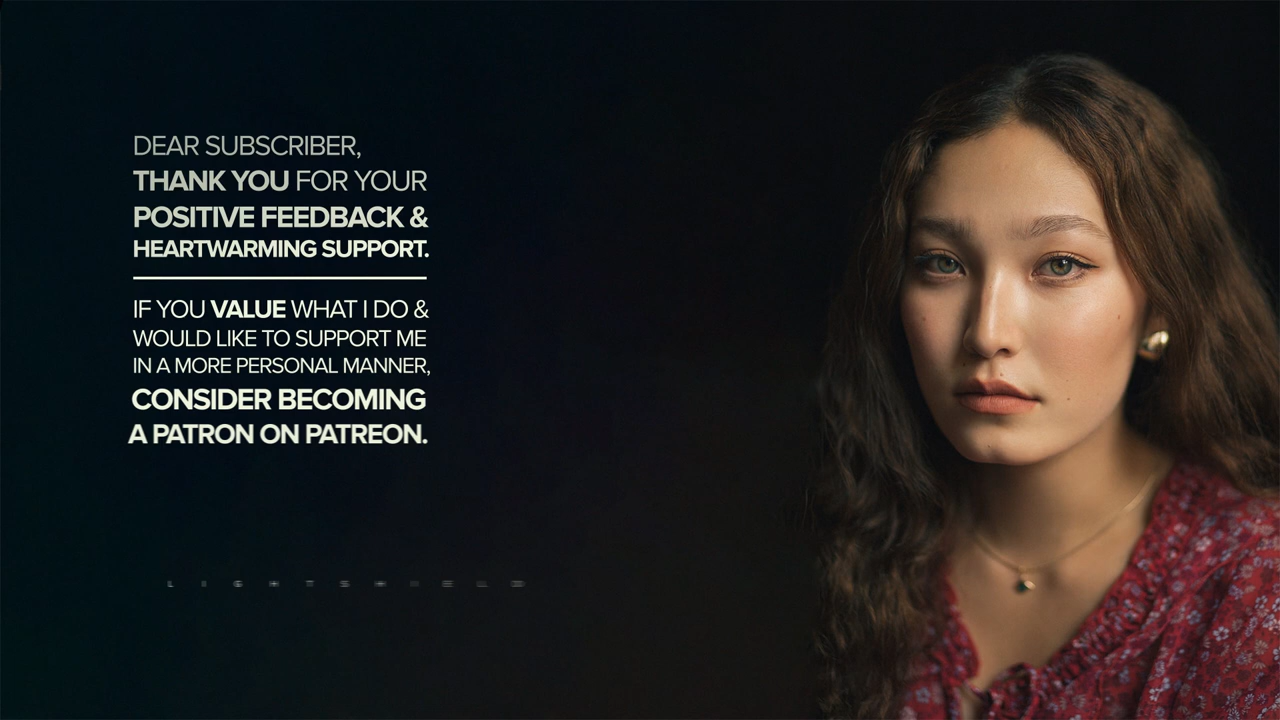 DEAR SUBSCRIBER,
THANK YOU FOR YOUR
POSITIVE FEEDBACK &
HEARTWARMING SUPPORT.
IF YOU VALUE WHAT I DO &
WOULD LIKE TO SUPPORT ME
IN A MORE PERSONAL MANNER,
CONSIDER BECOMING
A PATRON ON PATREON.
LIGHTSHIELD